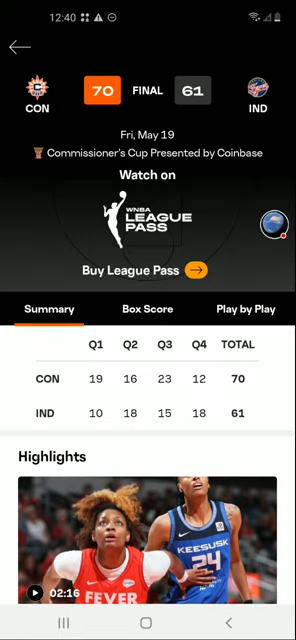 12:40
70 FINAL 61
CON IND
Fri, May 19
Commissioner's Cup Presented by Coinbase
Watch on
WNBA
LEAGUE
PASS
Buy League Pass
Summary Box Score Play by Play
Q1 Q2 Q3 Q4 TOTAL
CON 19 16 23 12 70
IND 10 18 15 18 61
Highlights
KEESUSK
24
02:16
FEVER